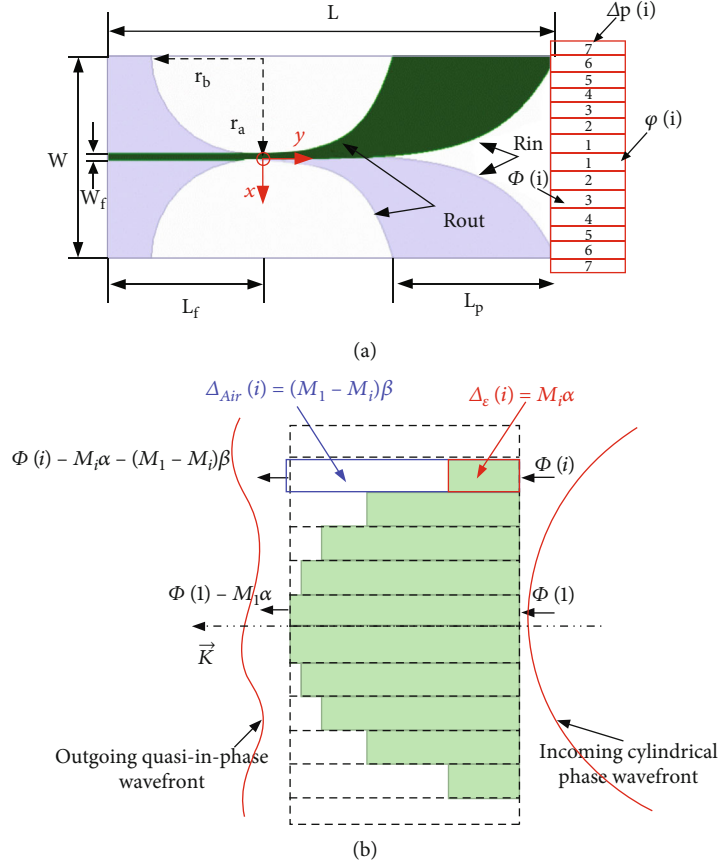 L
Δp (i)
7
6
5
4
3
2
1
1
2
3
4
5
6
7
r_b
r_a
y
x
W
W_f
Rin
Φ (i)
φ (i)
Rout
L_f
L_p
(a)
Δ_Air (i) = (M_1 – M_i)β
Δ_ε (i) = M_iα
Φ (i) – M_iα – (M_1 – M_i)β
Φ (i)
Φ (1) – M_1α
Φ (1)
K⃗
Outgoing quasi-in-phase
wavefront
Incoming cylindrical
phase wavefront
(b)